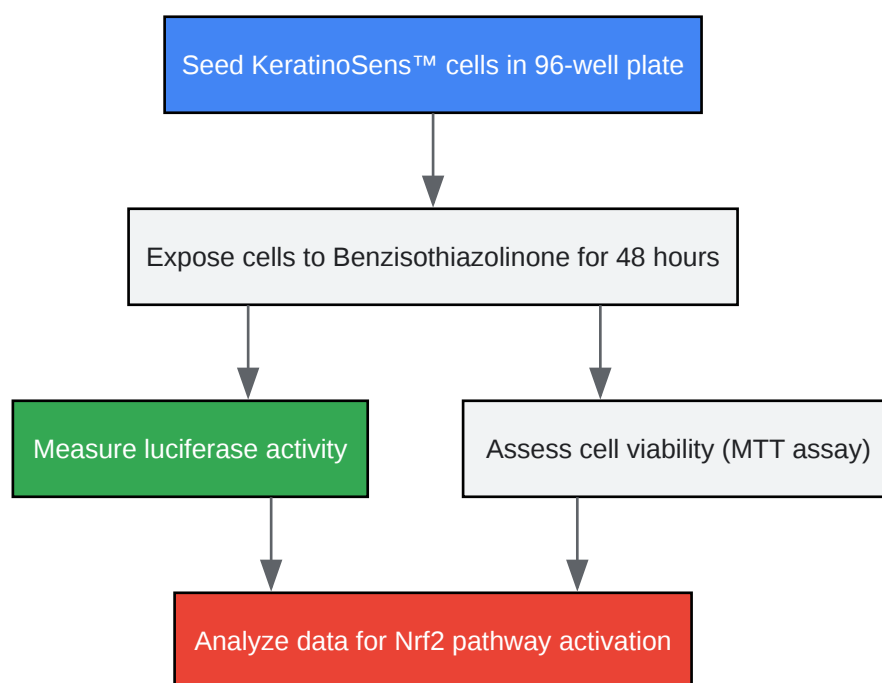 Seed KeratinoSens™ cells in 96-well plate
Expose cells to Benzisothiazolinone for 48 hours
Measure luciferase activity
Assess cell viability (MTT assay)
Analyze data for Nrf2 pathway activation